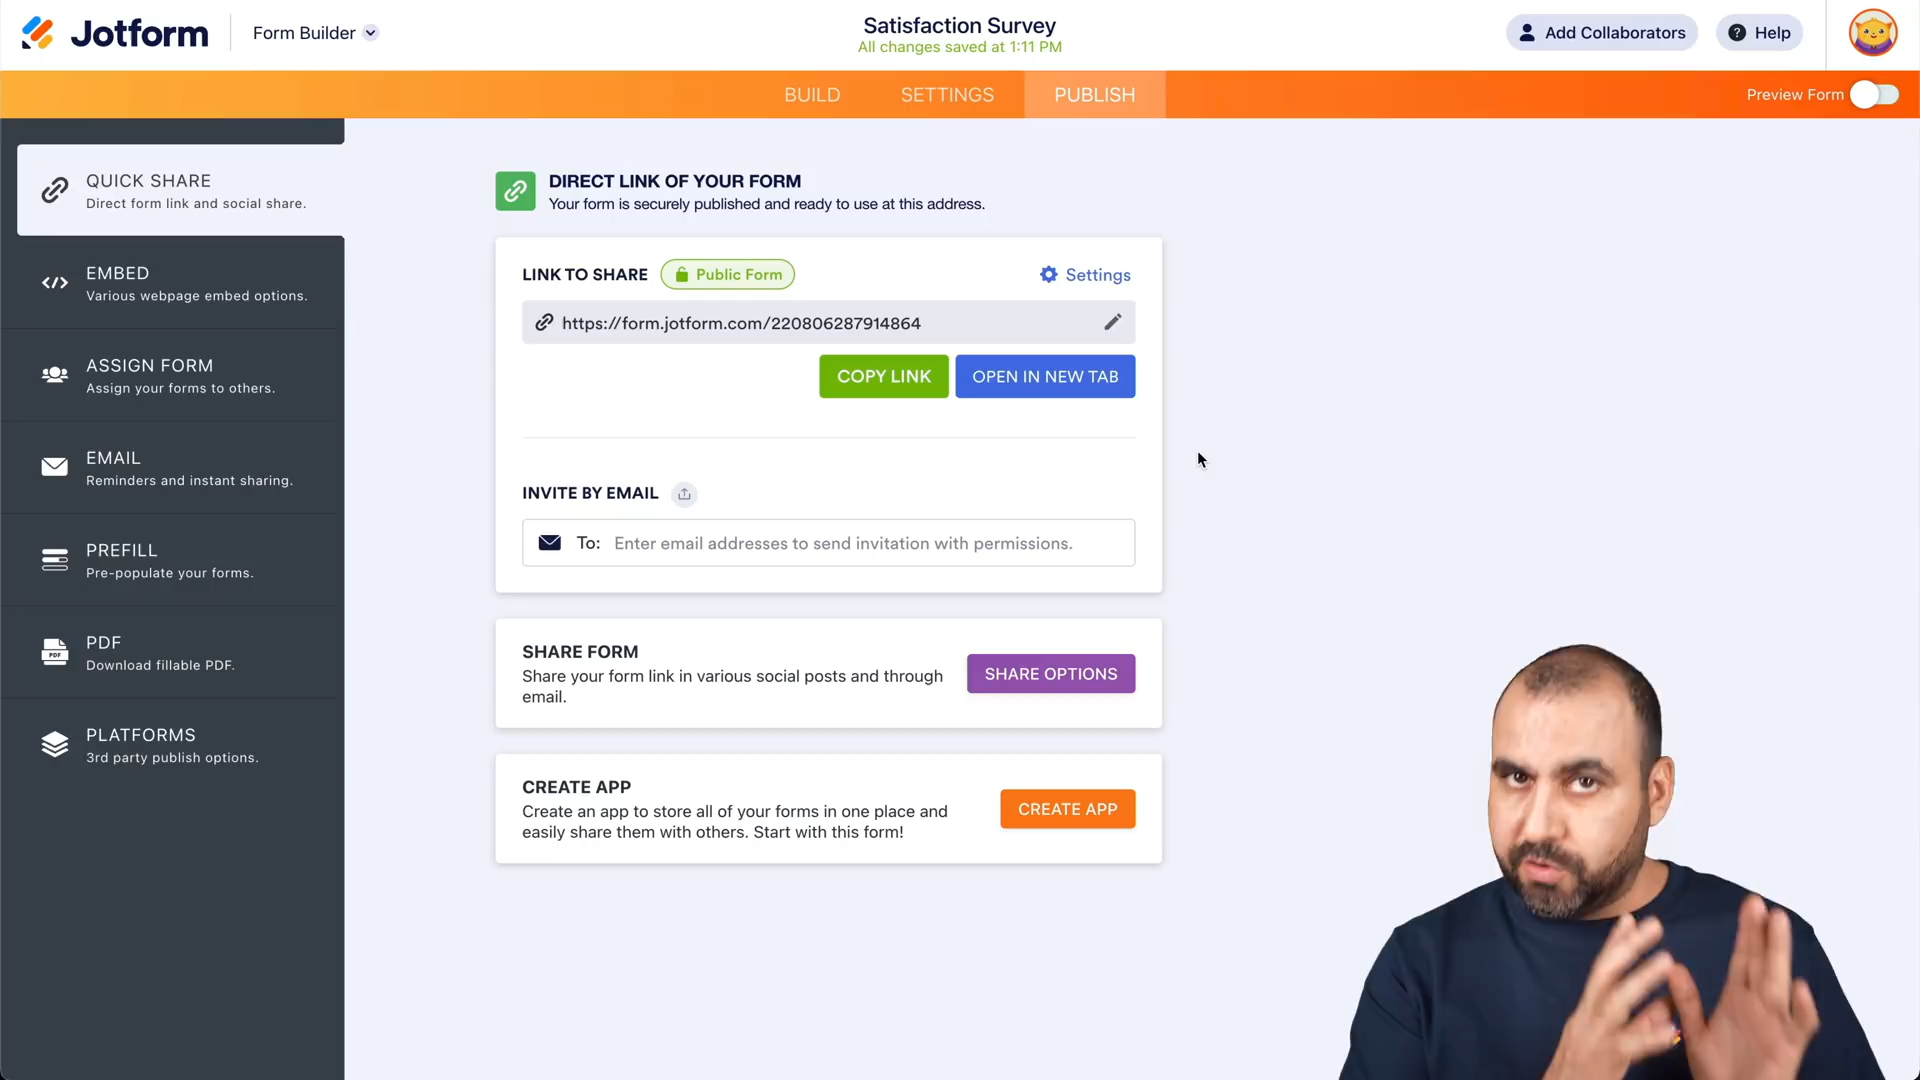 Jotform
Form Builder
Satisfaction Survey
All changes saved at 1:11 PM
Add Collaborators
Help
BUILD
SETTINGS
PUBLISH
Preview Form
QUICK SHARE
Direct form link and social share.
EMBED
Various webpage embed options.
ASSIGN FORM
Assign your forms to others.
EMAIL
Reminders and instant sharing.
PREFILL
Pre-populate your forms.
PDF
PDF
Download fillable PDF.
PLATFORMS
3rd party publish options.
DIRECT LINK OF YOUR FORM
Your form is securely published and ready to use at this address.
LINK TO SHARE
Public Form
Settings
https://form.jotform.com/220806287914864
COPY LINK
OPEN IN NEW TAB
INVITE BY EMAIL
To: Enter email addresses to send invitation with permissions.
SHARE FORM
Share your form link in various social posts and through
email.
SHARE OPTIONS
CREATE APP
Create an app to store all of your forms in one place and
easily share them with others. Start with this form!
CREATE APP